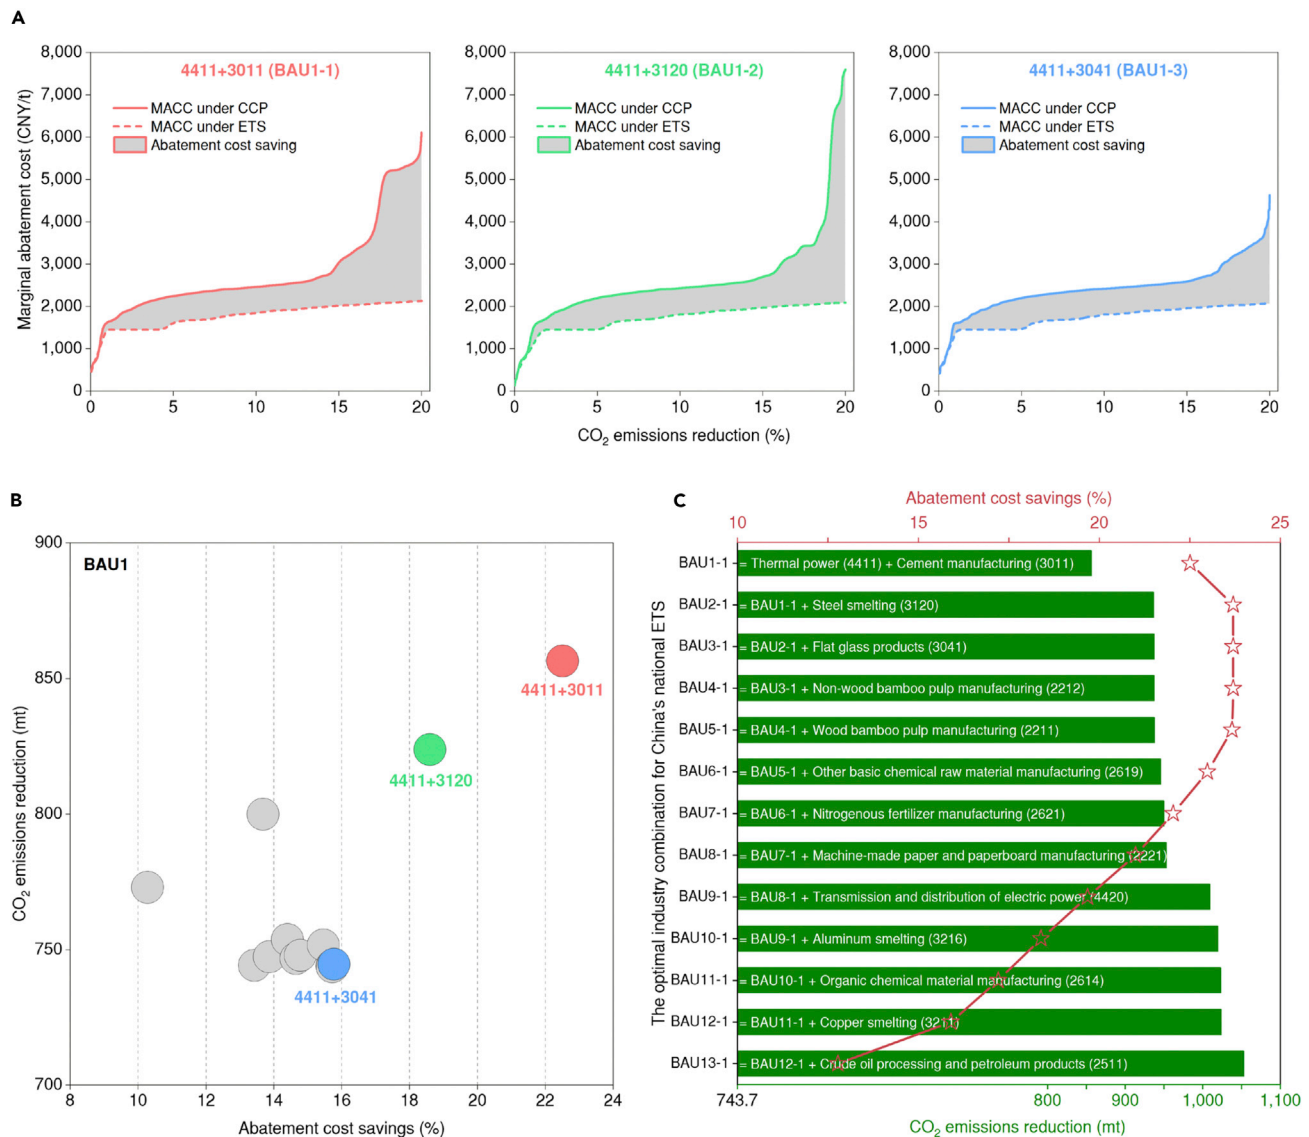 A
8,000
7,000
6,000
5,000
4,000
3,000
2,000
1,000
0
Marginal abatement cost (CNY/t)
4411+3011 (BAU1-1)
MACC under CCP
MACC under ETS
Abatement cost saving
0 5 10 15 20
8,000
7,000
6,000
5,000
4,000
3,000
2,000
1,000
0
4411+3120 (BAU1-2)
MACC under CCP
MACC under ETS
Abatement cost saving
0 5 10 15 20
8,000
7,000
6,000
5,000
4,000
3,000
2,000
1,000
0
4411+3041 (BAU1-3)
MACC under CCP
MACC under ETS
Abatement cost saving
0 5 10 15 20
CO2 emissions reduction (%)
B
900
850
800
750
700
CO2 emissions reduction (mt)
BAU1
4411+3011
4411+3120
4411+3041
8 10 12 14 16 18 20 22 24
Abatement cost savings (%)
C
Abatement cost savings (%)
10 15 20 25
The optimal industry combination for China's national ETS
BAU1-1 = Thermal power (4411) + Cement manufacturing (3011)
BAU2-1 = BAU1-1 + Steel smelting (3120)
BAU3-1 = BAU2-1 + Flat glass products (3041)
BAU4-1 = BAU3-1 + Non-wood bamboo pulp manufacturing (2212)
BAU5-1 = BAU4-1 + Wood bamboo pulp manufacturing (2211)
BAU6-1 = BAU5-1 + Other basic chemical raw material manufacturing (2619)
BAU7-1 = BAU6-1 + Nitrogenous fertilizer manufacturing (2621)
BAU8-1 = BAU7-1 + Machine-made paper and paperboard manufacturing (2221)
BAU9-1 = BAU8-1 + Transmission and distribution of electric power (4420)
BAU10-1 = BAU9-1 + Aluminum smelting (3216)
BAU11-1 = BAU10-1 + Organic chemical material manufacturing (2614)
BAU12-1 = BAU11-1 + Copper smelting (3211)
BAU13-1 = BAU12-1 + Crude oil processing and petroleum products (2511)
743.7 800 900 1,000 1,100
CO2 emissions reduction (mt)